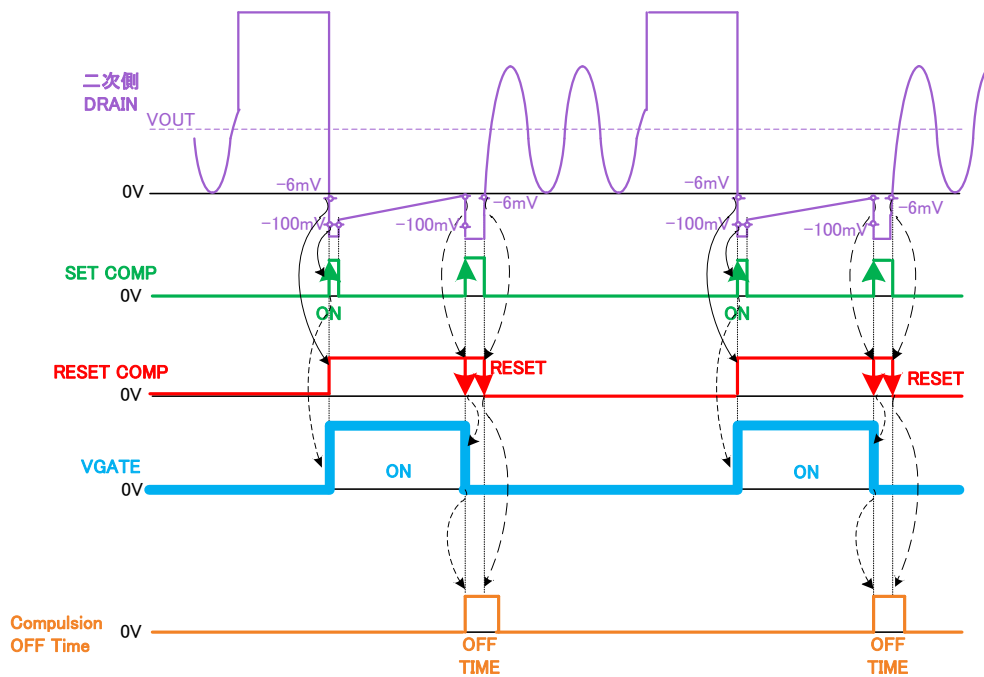 二次側
DRAIN
VOUT
0V
-6mV
-100mV
-100mV
-6mV
-6mV
-100mV
-100mV
-6mV
SET COMP
0V
ON
ON
RESET COMP
0V
RESET
RESET
VGATE
0V
ON
ON
Compulsion
OFF Time
0V
OFF
TIME
OFF
TIME